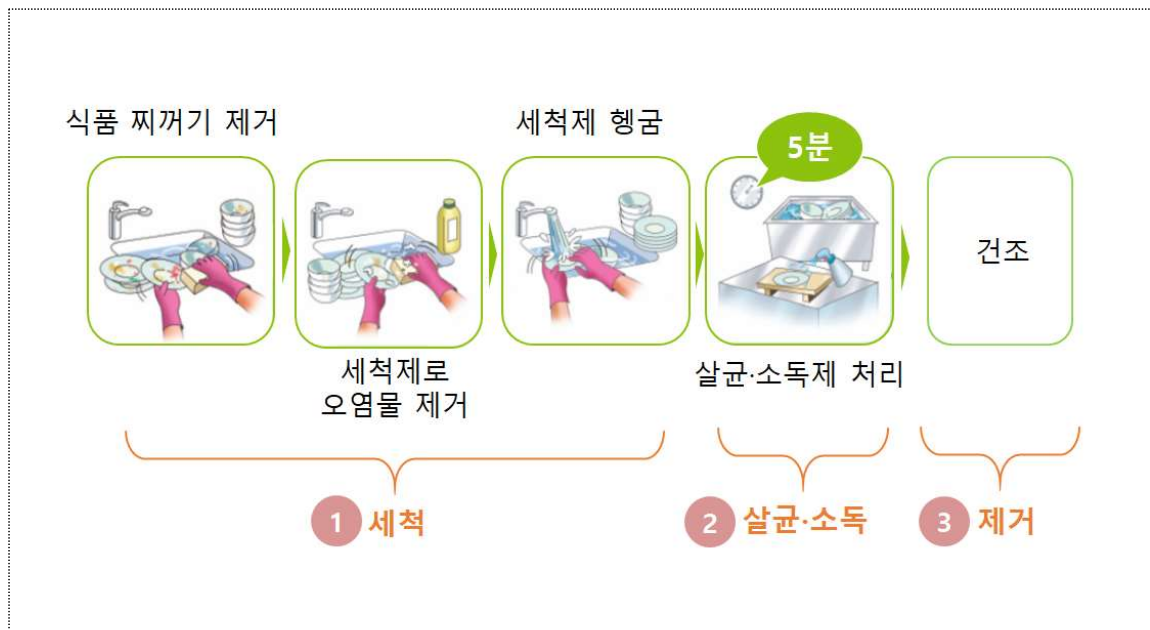 식품 찌꺼기 제거
세척제로
오염물 제거
세척제 헹굼
5분
살균·소독제 처리
건조
1 세척
2 살균·소독
3 제거